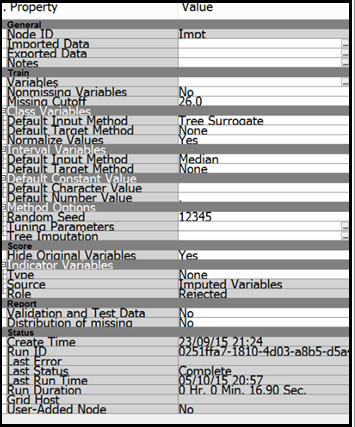 . Property Value
General
Node ID Impt
Imported Data
Exported Data
Notes
Train
Variables
Nonmissing Variables No
Missing Cutoff 26.0
Class Variables
Default Input Method Tree Surrogate
Default Target Method None
Normalize Values Yes
Interval Variables
Default Input Method Median
Default Target Method None
Default Constant Value
Default Character Value
Default Number Value .
Method Options
Random Seed 12345
Tuning Parameters
Tree Imputation
Score
Hide Original Variables Yes
Indicator Variables
Type None
Source Imputed Variables
Role Rejected
Report
Validation and Test Data No
Distribution of missing No
Status
Create Time 23/09/15 21:24
Run ID 0251ffa7-1810-4d03-a8b5-d5a
Last Error
Last Status Complete
Last Run Time 05/10/15 20:57
Run Duration 0 Hr. 0 Min. 16.90 Sec.
Grid Host
User-Added Node No